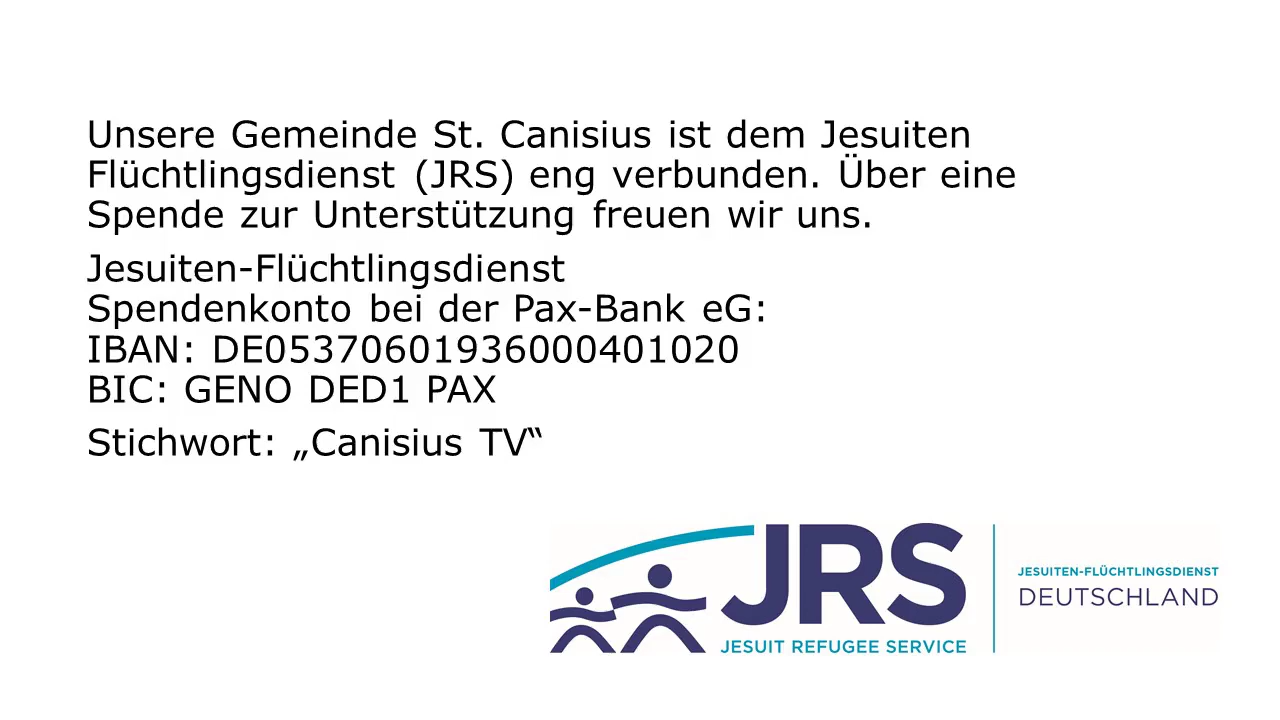 Unsere Gemeinde St. Canisius ist dem Jesuiten
Flüchtlingsdienst (JRS) eng verbunden. Über eine
Spende zur Unterstützung freuen wir uns.
Jesuiten-Flüchtlingsdienst
Spendenkonto bei der Pax-Bank eG:
IBAN: DE05370601936000401020
BIC: GENO DED1 PAX
Stichwort: „Canisius TV“
JRS
JESUIT REFUGEE SERVICE
JESUITEN-FLÜCHTLINGSDIENST
DEUTSCHLAND